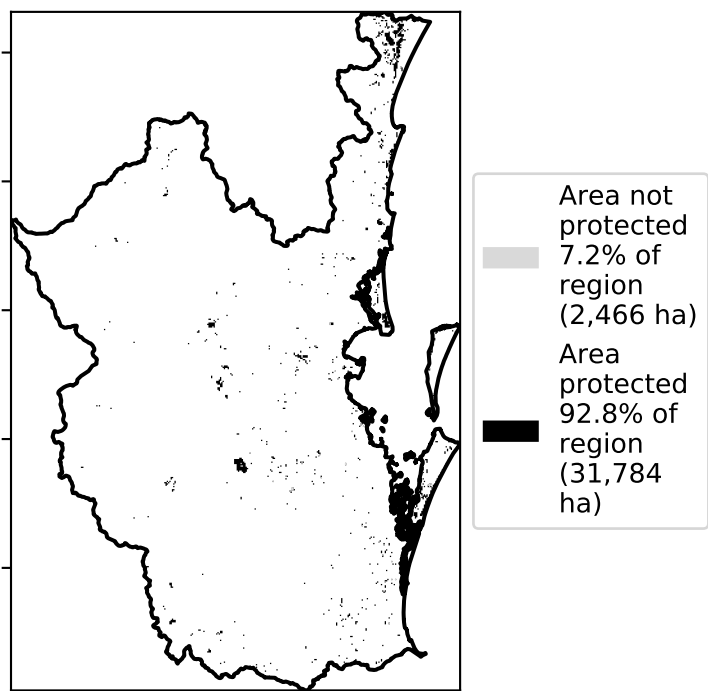 Area not
protected
7.2% of
region
(2,466 ha)
Area
protected
92.8% of
region
(31,784
ha)